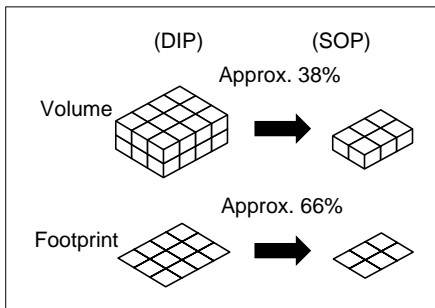 (DIP) (SOP)
Approx. 38%
Volume
Approx. 66%
Footprint